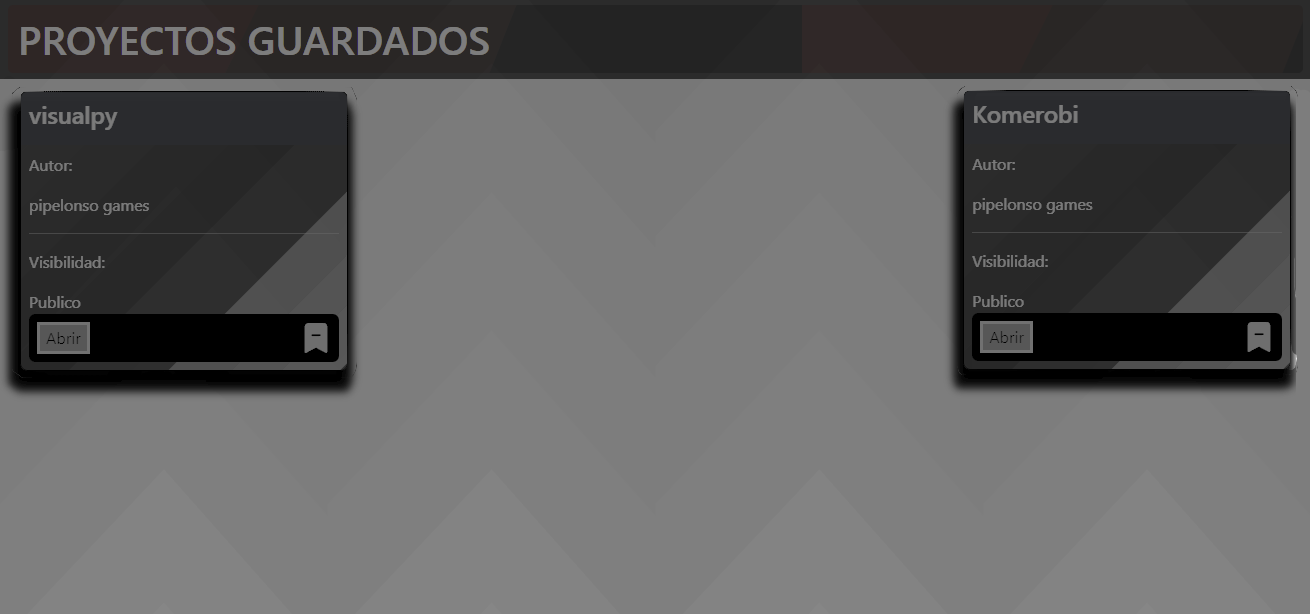 PROYECTOS GUARDADOS
visualpy
Autor:
pipelonso games
Visibilidad:
Publico
Abrir
Komerobi
Autor:
pipelonso games
Visibilidad:
Publico
Abrir